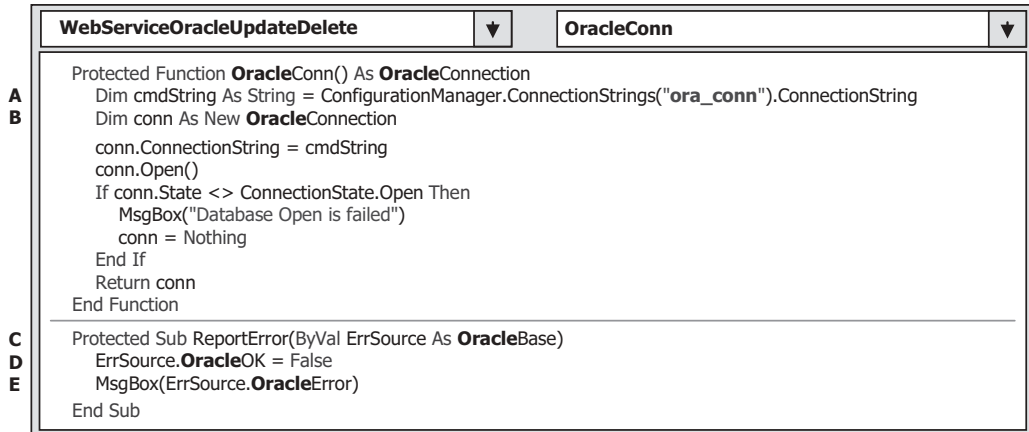 WebServiceOracleUpdateDelete OracleConn
Protected Function OracleConn() As OracleConnection
A Dim cmdString As String = ConfigurationManager.ConnectionStrings("ora_conn").ConnectionString
B Dim conn As New OracleConnection
conn.ConnectionString = cmdString
conn.Open()
If conn.State <> ConnectionState.Open Then
MsgBox("Database Open is failed")
conn = Nothing
End If
Return conn
End Function
C Protected Sub ReportError(ByVal ErrSource As OracleBase)
D ErrSource.OracleOK = False
E MsgBox(ErrSource.OracleError)
End Sub